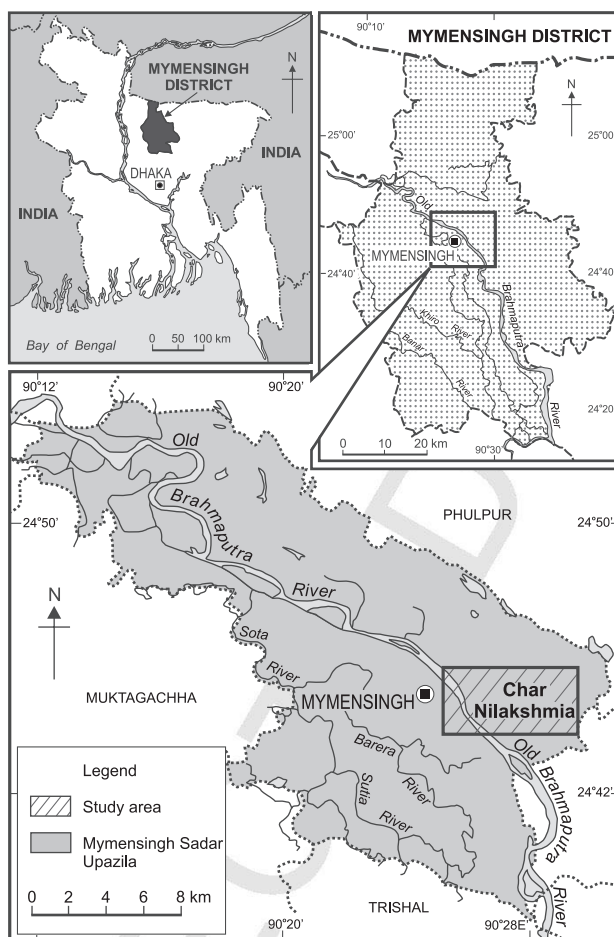 N
MYMENSINGH
DISTRICT
INDIA
DHAKA
INDIA
Bay of Bengal
0 50 100 km
90°10'
MYMENSINGH DISTRICT
N
25°00'
Old
MYMENSINGH
24°40'
24°40'
Brahmaputra
Khiro
River
Banar
River
24°20'
River
0 10 20 km
90°30'
90°12'
90°20'
Old
24°50'
PHULPUR
24°50'
Brahmaputra
N
River
Sota
River
MUKTAGACHHA
MYMENSINGH
Char
Nilakshmia
Old
Barera
River
Brahmaputra
Sutia
River
24°42'
Legend
Study area
Mymensingh Sadar
Upazila
0 2 4 6 8 km
River
TRISHAL
90°20'
90°28'E